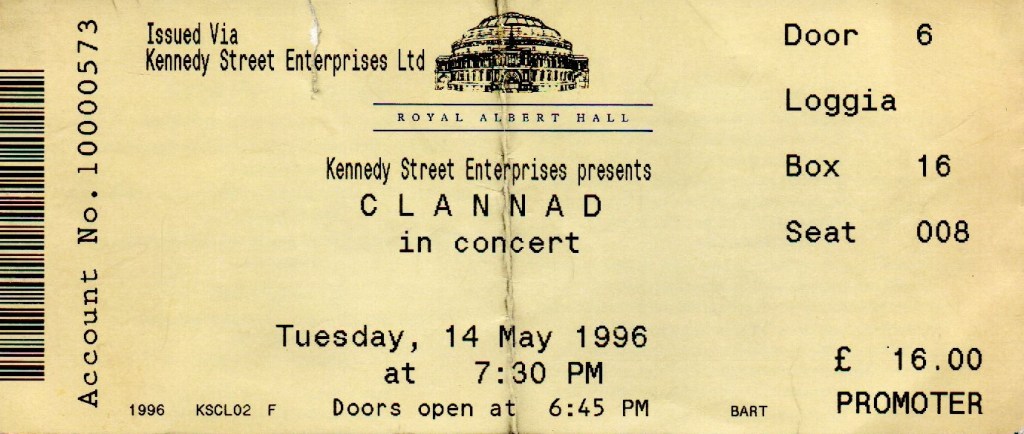 Account No. 1000573
Issued Via
Kennedy Street Enterprises Ltd
ROYAL ALBERT HALL
Kennedy Street Enterprises presents
CLANNAD
in concert
Tuesday, 14 May 1996
at 7:30 PM
Doors open at 6:45 PM
1996 KSCL02 F
BART
Door 6
Loggia
Box 16
Seat 008
£ 16.00
PROMOTER